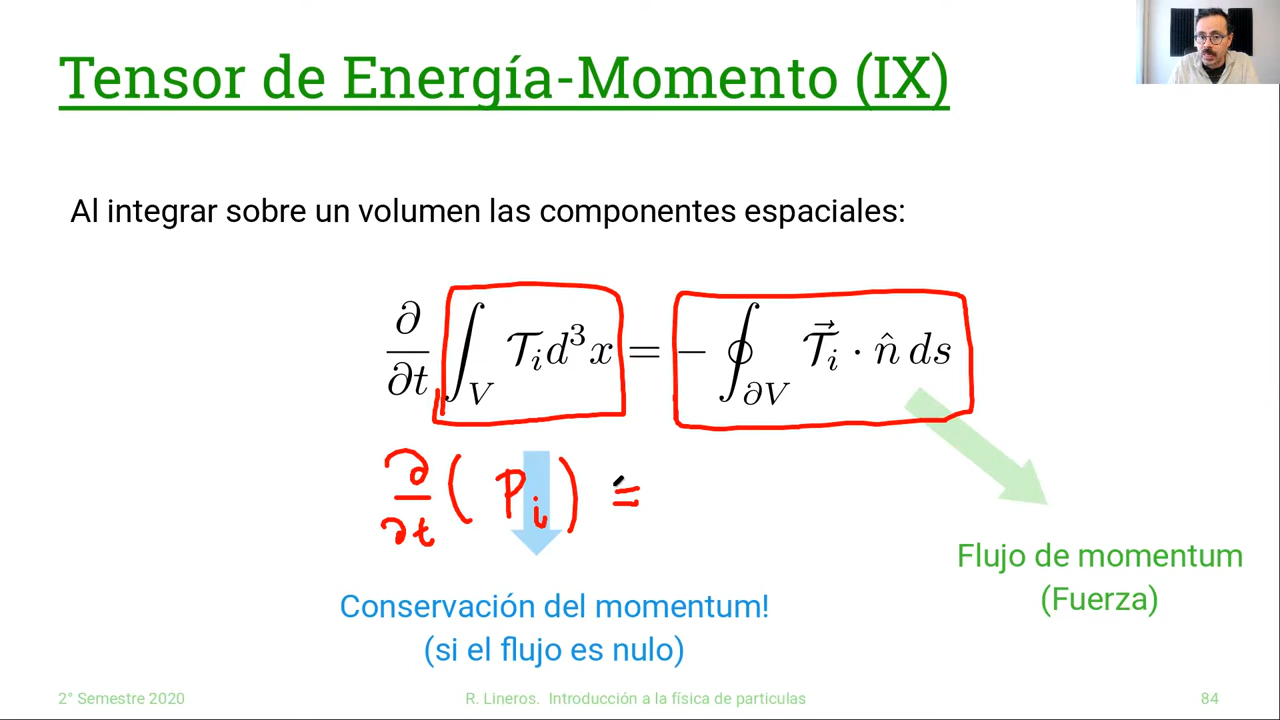 Tensor de Energía-Momento (IX)
Al integrar sobre un volumen las componentes espaciales:
∂/∂t ∫_V 𝒯_i d³x = − ∮_∂V 𝒯⃗_i · n̂ ds
∂/∂t ( P_i ) =
Flujo de momentum
(Fuerza)
Conservación del momentum!
(si el flujo es nulo)
2° Semestre 2020 R. Lineros. Introducción a la física de particulas 84